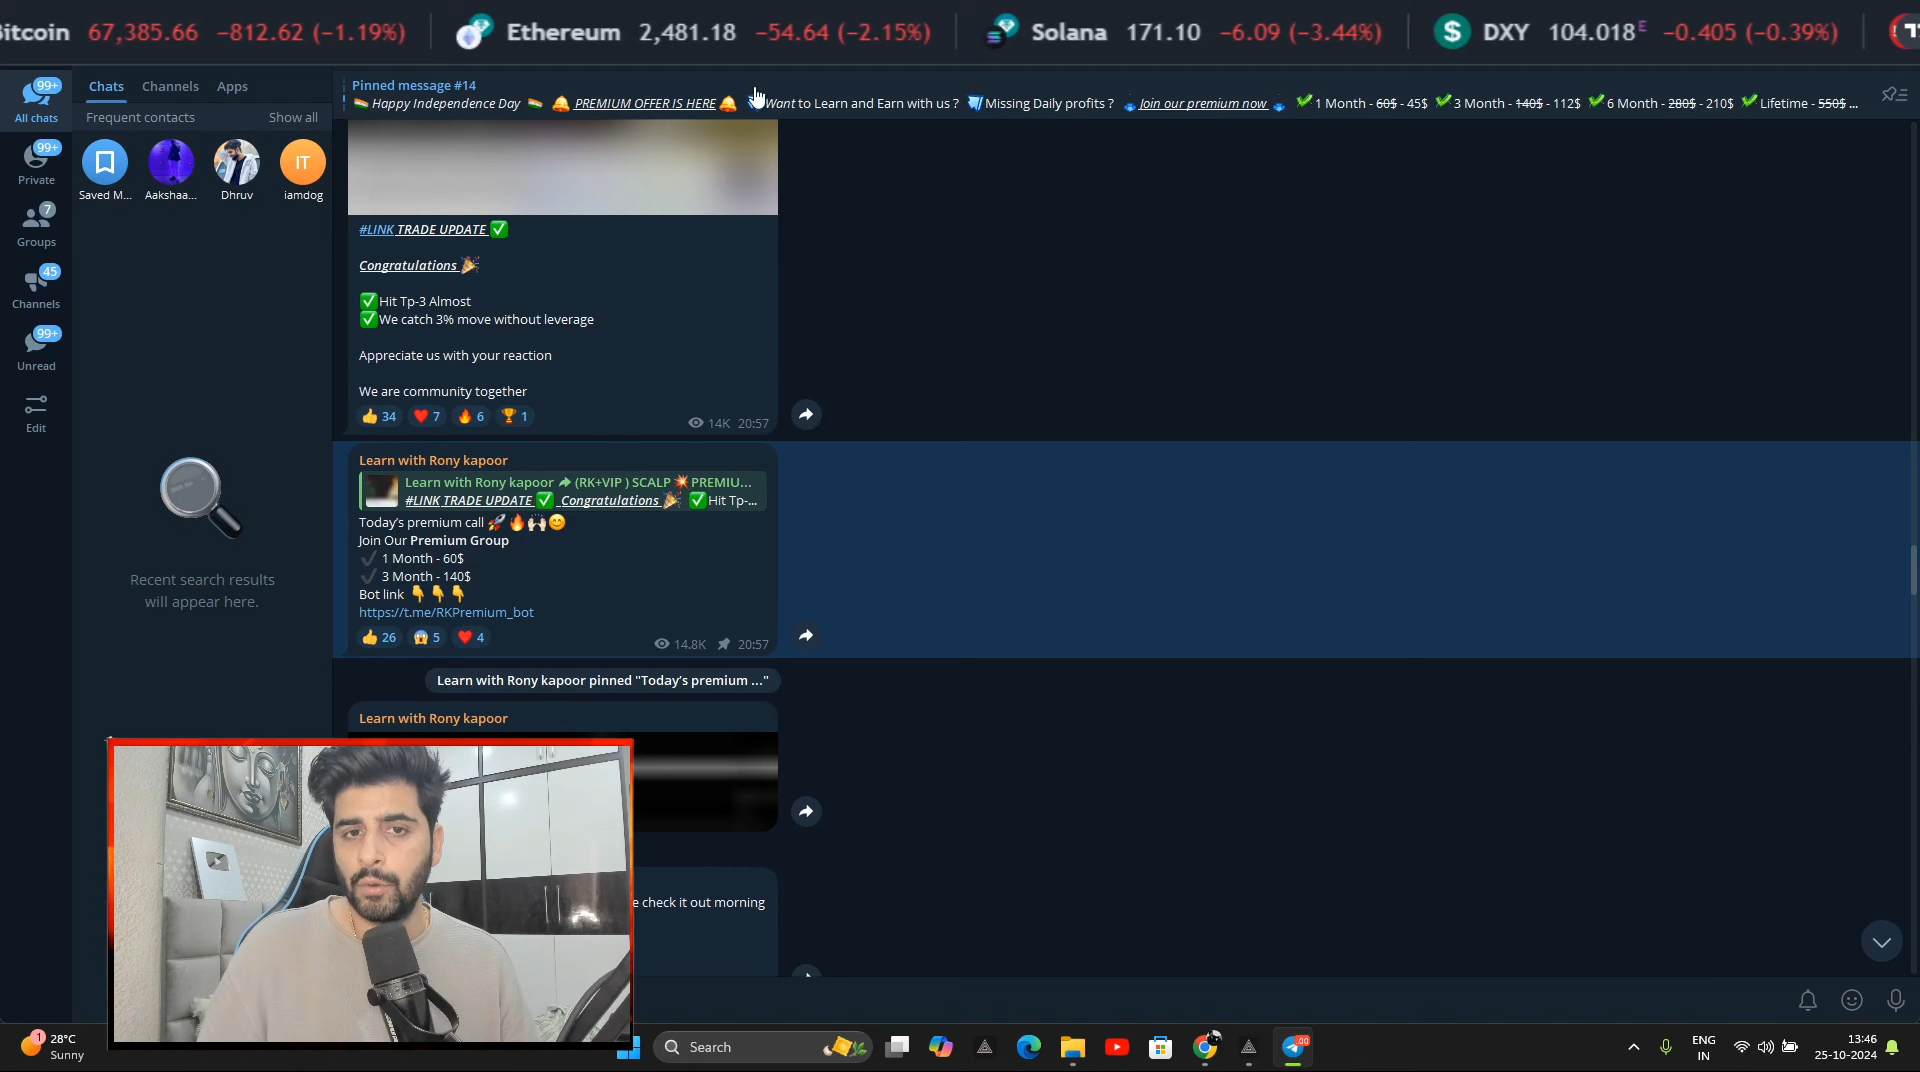 itcoin 67,385.66 −812.62 (−1.19%) Ethereum 2,481.18 −54.64 (−2.15%) Solana 171.10 −6.09 (−3.44%) DXY 104.018 E −0.405 (−0.39%)
99+
All chats
99+
Private
7
Groups
45
Channels
99+
Unread
Edit
Chats Channels Apps
Frequent contacts Show all
IT
Saved M... Aakshaa... Dhruv iamdog
Recent search results
will appear here.
Pinned message #14
Happy Independence Day PREMIUM OFFER IS HERE Want to Learn and Earn with us ? Missing Daily profits ? Join our premium now 1 Month - 60$ - 45$ 3 Month - 140$ - 112$ 6 Month - 280$ - 210$ Lifetime - 550$ ...
#LINK TRADE UPDATE ✅
Congratulations 🎉
✅Hit Tp-3 Almost
✅We catch 3% move without leverage
Appreciate us with your reaction
We are community together
👍 34 ❤️ 7 🔥 6 🏆 1 14K 20:57
Learn with Rony kapoor
Learn with Rony kapoor (RK+VIP ) SCALP 💥 PREMIU...
#LINK TRADE UPDATE ✅ Congratulations 🎉 ✅Hit Tp-...
Today's premium call 🚀🔥🙌🏻😊
Join Our Premium Group
✔️ 1 Month - 60$
✔️ 3 Month - 140$
Bot link 👇👇👇
https://t.me/RKPremium_bot
👍 26 😱 5 ❤️ 4 14.8K 20:57
Learn with Rony kapoor pinned "Today's premium ..."
Learn with Rony kapoor
e check it out morning
1
28°C
Sunny
Search
ENG
IN
13:46
25-10-2024